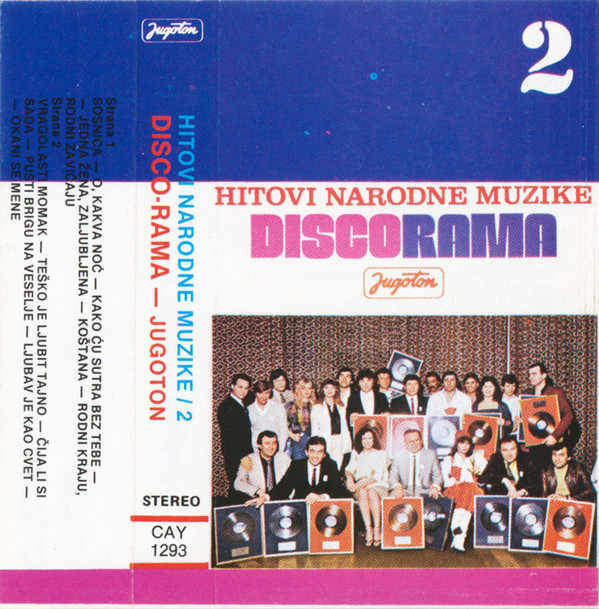 Strana 1
SOSNICA — O, KAKVA NOĆ — KAKO ĆU SUTRA BEZ TEBE —
— JEDNA ŽENA, ZALJUBLJENA — KOŠTANA — RODNI KRAJU,
RODNI ZAVIČAJU
Strana 2
VRAGOLASTI MOMAK — TEŠKO JE LJUBIT TAJNO — ČIJA LI SI
SADA — PUSTI BRIGU NA VESELJE — LJUBAV JE KAO CVET —
— OKANI SE MENE
Jugoton
HITOVI NARODNE MUZIKE/2
DISCO-RAMA — JUGOTON
STEREO
CAY
1293
2
HITOVI NARODNE MUZIKE
DISCORAMA
Jugoton